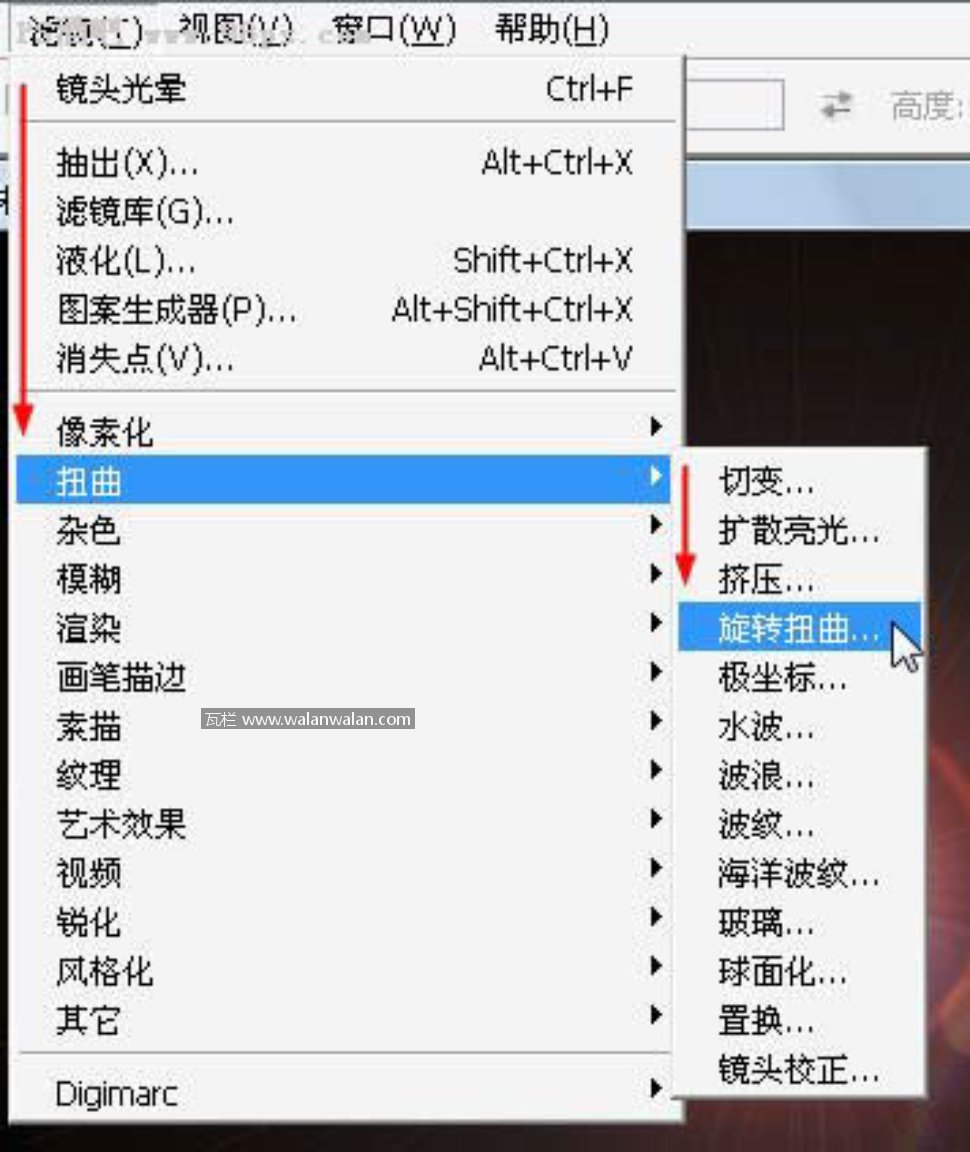 滤镜(T) 视图(V) 窗口(W) 帮助(H)
高度:
镜头光晕 Ctrl+F
抽出(X)... Alt+Ctrl+X
滤镜库(G)...
液化(L)... Shift+Ctrl+X
图案生成器(P)... Alt+Shift+Ctrl+X
消失点(V)... Alt+Ctrl+V
像素化
扭曲
杂色
模糊
渲染
画笔描边
素描
纹理
艺术效果
视频
锐化
风格化
其它
Digimarc
切变...
扩散亮光...
挤压...
旋转扭曲...
极坐标...
水波...
波浪...
波纹...
海洋波纹...
玻璃...
球面化...
置换...
镜头校正...
瓦栏 www.walanwalan.com